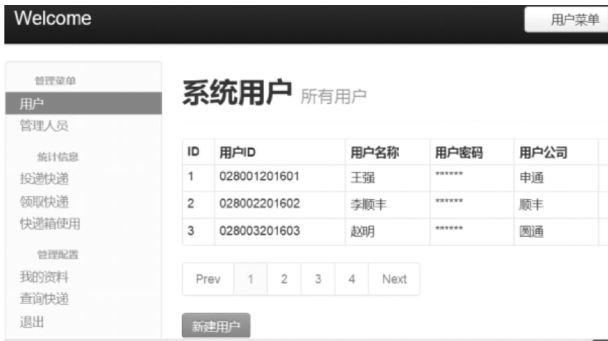 Welcome
用户菜单
管理菜单
用户
管理人员
统计信息
投递快递
领取快递
快递箱使用
管理配置
我的资料
查询快递
退出
系统用户 所有用户
ID 用户ID 用户名称 用户密码 用户公司
1 028001201601 王强 ****** 申通
2 028002201602 李顺丰 ****** 顺丰
3 028003201603 赵明 ****** 圆通
Prev 1 2 3 4 Next
新建用户